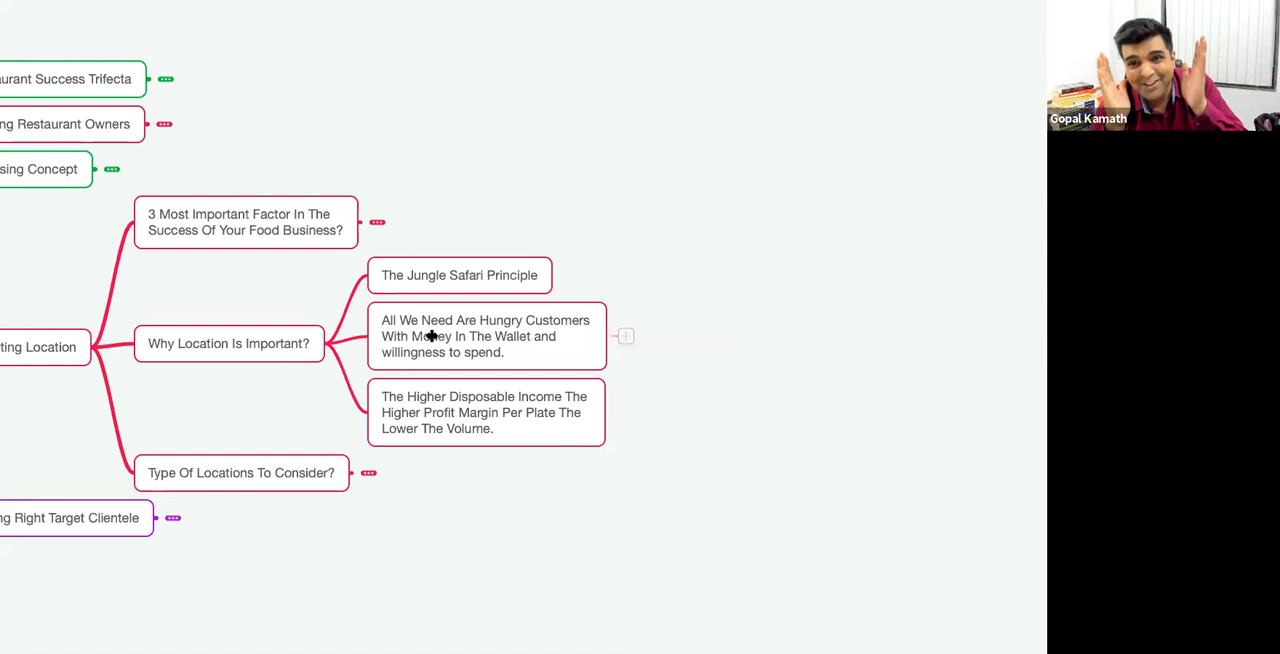 aurant Success Trifecta
ng Restaurant Owners
sing Concept
3 Most Important Factor In The
Success Of Your Food Business?
The Jungle Safari Principle
All We Need Are Hungry Customers
With Money In The Wallet and
willingness to spend.
ting Location
Why Location Is Important?
The Higher Disposable Income The
Higher Profit Margin Per Plate The
Lower The Volume.
Type Of Locations To Consider?
ng Right Target Clientele
Gopal Kamath